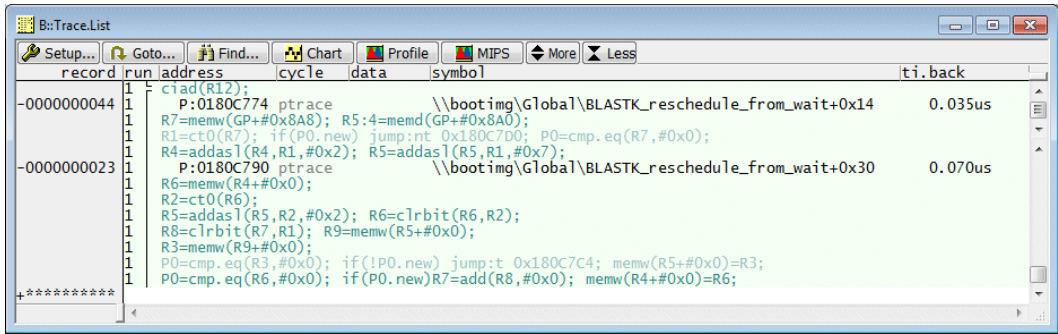 B::Trace.List
Setup... Goto... Find... Chart Profile MIPS More Less
record run address cycle data symbol ti.back
1 ciad(R12);
-0000000044 1 P:0180C774 ptrace \\bootimg\Global\BLASTK_reschedule_from_wait+0x14 0.035us
1 R7=memw(GP+#0x8A8); R5:4=memd(GP+#0x8A0);
1 R1=ct0(R7); if(P0.new) jump:nt 0x180C7D0; P0=cmp.eq(R7,#0x0);
1 R4=addasl(R4,R1,#0x2); R5=addasl(R5,R1,#0x7);
-0000000023 1 P:0180C790 ptrace \\bootimg\Global\BLASTK_reschedule_from_wait+0x30 0.070us
1 R6=memw(R4+#0x0);
1 R2=ct0(R6);
1 R5=addasl(R5,R2,#0x2); R6=clrbit(R6,R2);
1 R8=clrbit(R7,R1); R9=memw(R5+#0x0);
1 R3=memw(R9+#0x0);
1 P0=cmp.eq(R3,#0x0); if(!P0.new) jump:t 0x180C7C4; memw(R5+#0x0)=R3;
1 P0=cmp.eq(R6,#0x0); if(P0.new)R7=add(R8,#0x0); memw(R4+#0x0)=R6;
+**********